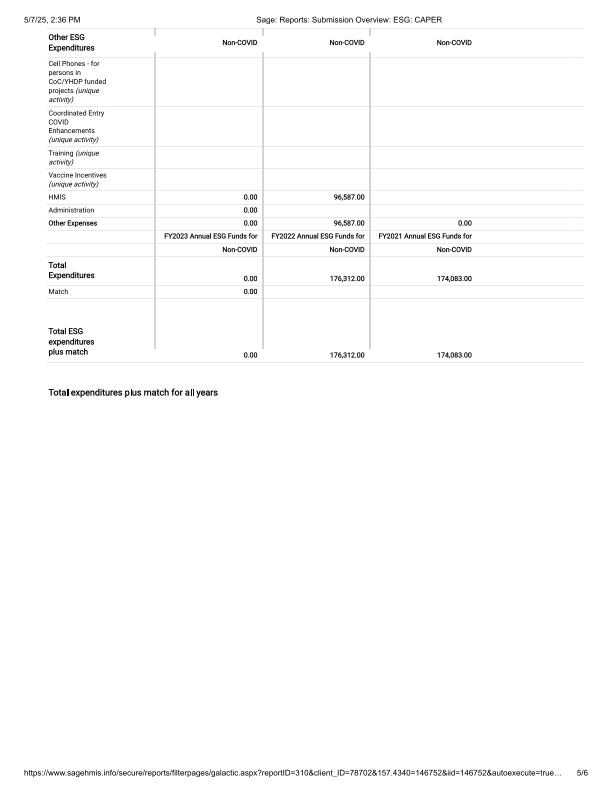 5/7/25, 2:36 PM Sage: Reports: Submission Overview: ESG: CAPER
Other ESG
Expenditures Non-COVID Non-COVID Non-COVID
Cell Phones - for
persons in
CoC/YHDP funded
projects (unique
activity)
Coordinated Entry
COVID
Enhancements
(unique activity)
Training (unique
activity)
Vaccine Incentives
(unique activity)
HMIS 0.00 96,587.00
Administration 0.00
Other Expenses 0.00 96,587.00 0.00
FY2023 Annual ESG Funds for FY2022 Annual ESG Funds for FY2021 Annual ESG Funds for
Non-COVID Non-COVID Non-COVID
Total
Expenditures 0.00 176,312.00 174,083.00
Match 0.00
Total ESG
expenditures
plus match 0.00 176,312.00 174,083.00
Total expenditures plus match for all years
https://www.sagehmis.info/secure/reports/filterpages/galactic.aspx?reportID=310&client_ID=78702&157.4340=146752&iid=146752&autoexecute=true… 5/6